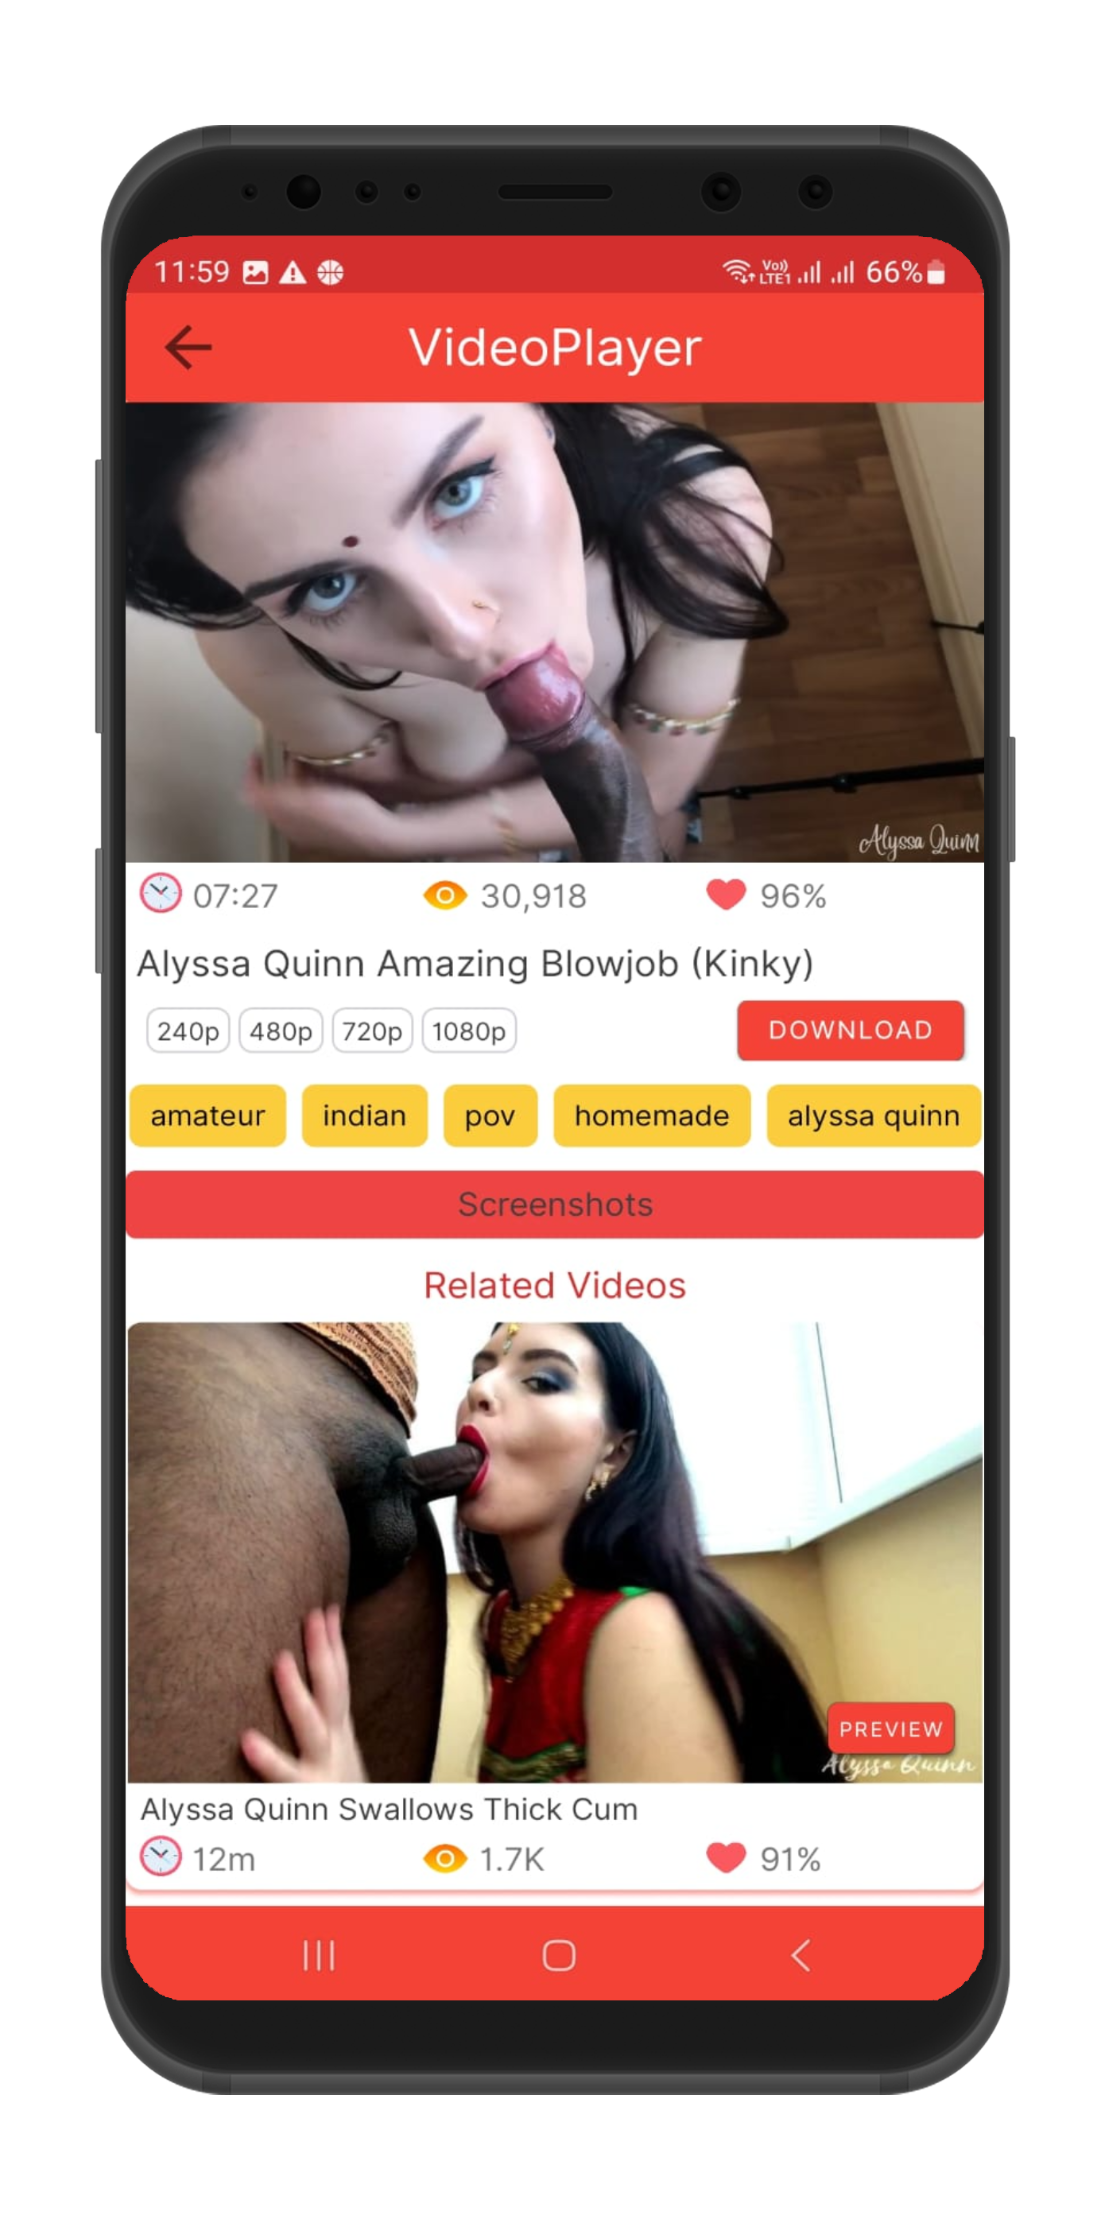 11:59 Vo)) LTE1 66%
VideoPlayer
Alyssa Quinn
07:27 30,918 96%
Alyssa Quinn Amazing Blowjob (Kinky)
240p 480p 720p 1080p DOWNLOAD
amateur indian pov homemade alyssa quinn
Screenshots
Related Videos
PREVIEW
Alyssa Quinn
Alyssa Quinn Swallows Thick Cum
12m 1.7K 91%